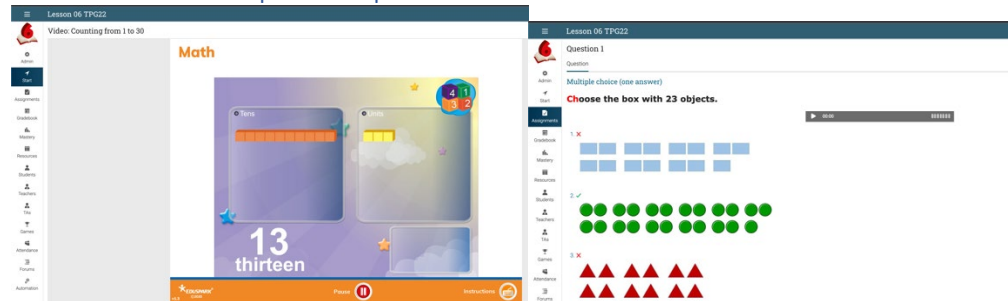 Lesson 06 TPG22
Video: Counting from 1 to 30
Admin
Start
Assignments
Gradebook
Mastery
Resources
Students
Teachers
TAs
Games
Attendance
Forums
Automation
Math
4 1
3 2
Tens
Units
13
thirteen
EDUSPARK
Pause
Instructions
Lesson 06 TPG22
Question 1
Question
Admin
Start
Assignments
Gradebook
Mastery
Resources
Students
Teachers
TAs
Games
Attendance
Forums
Multiple choice (one answer)
Choose the box with 23 objects.
00:00
1
2
3